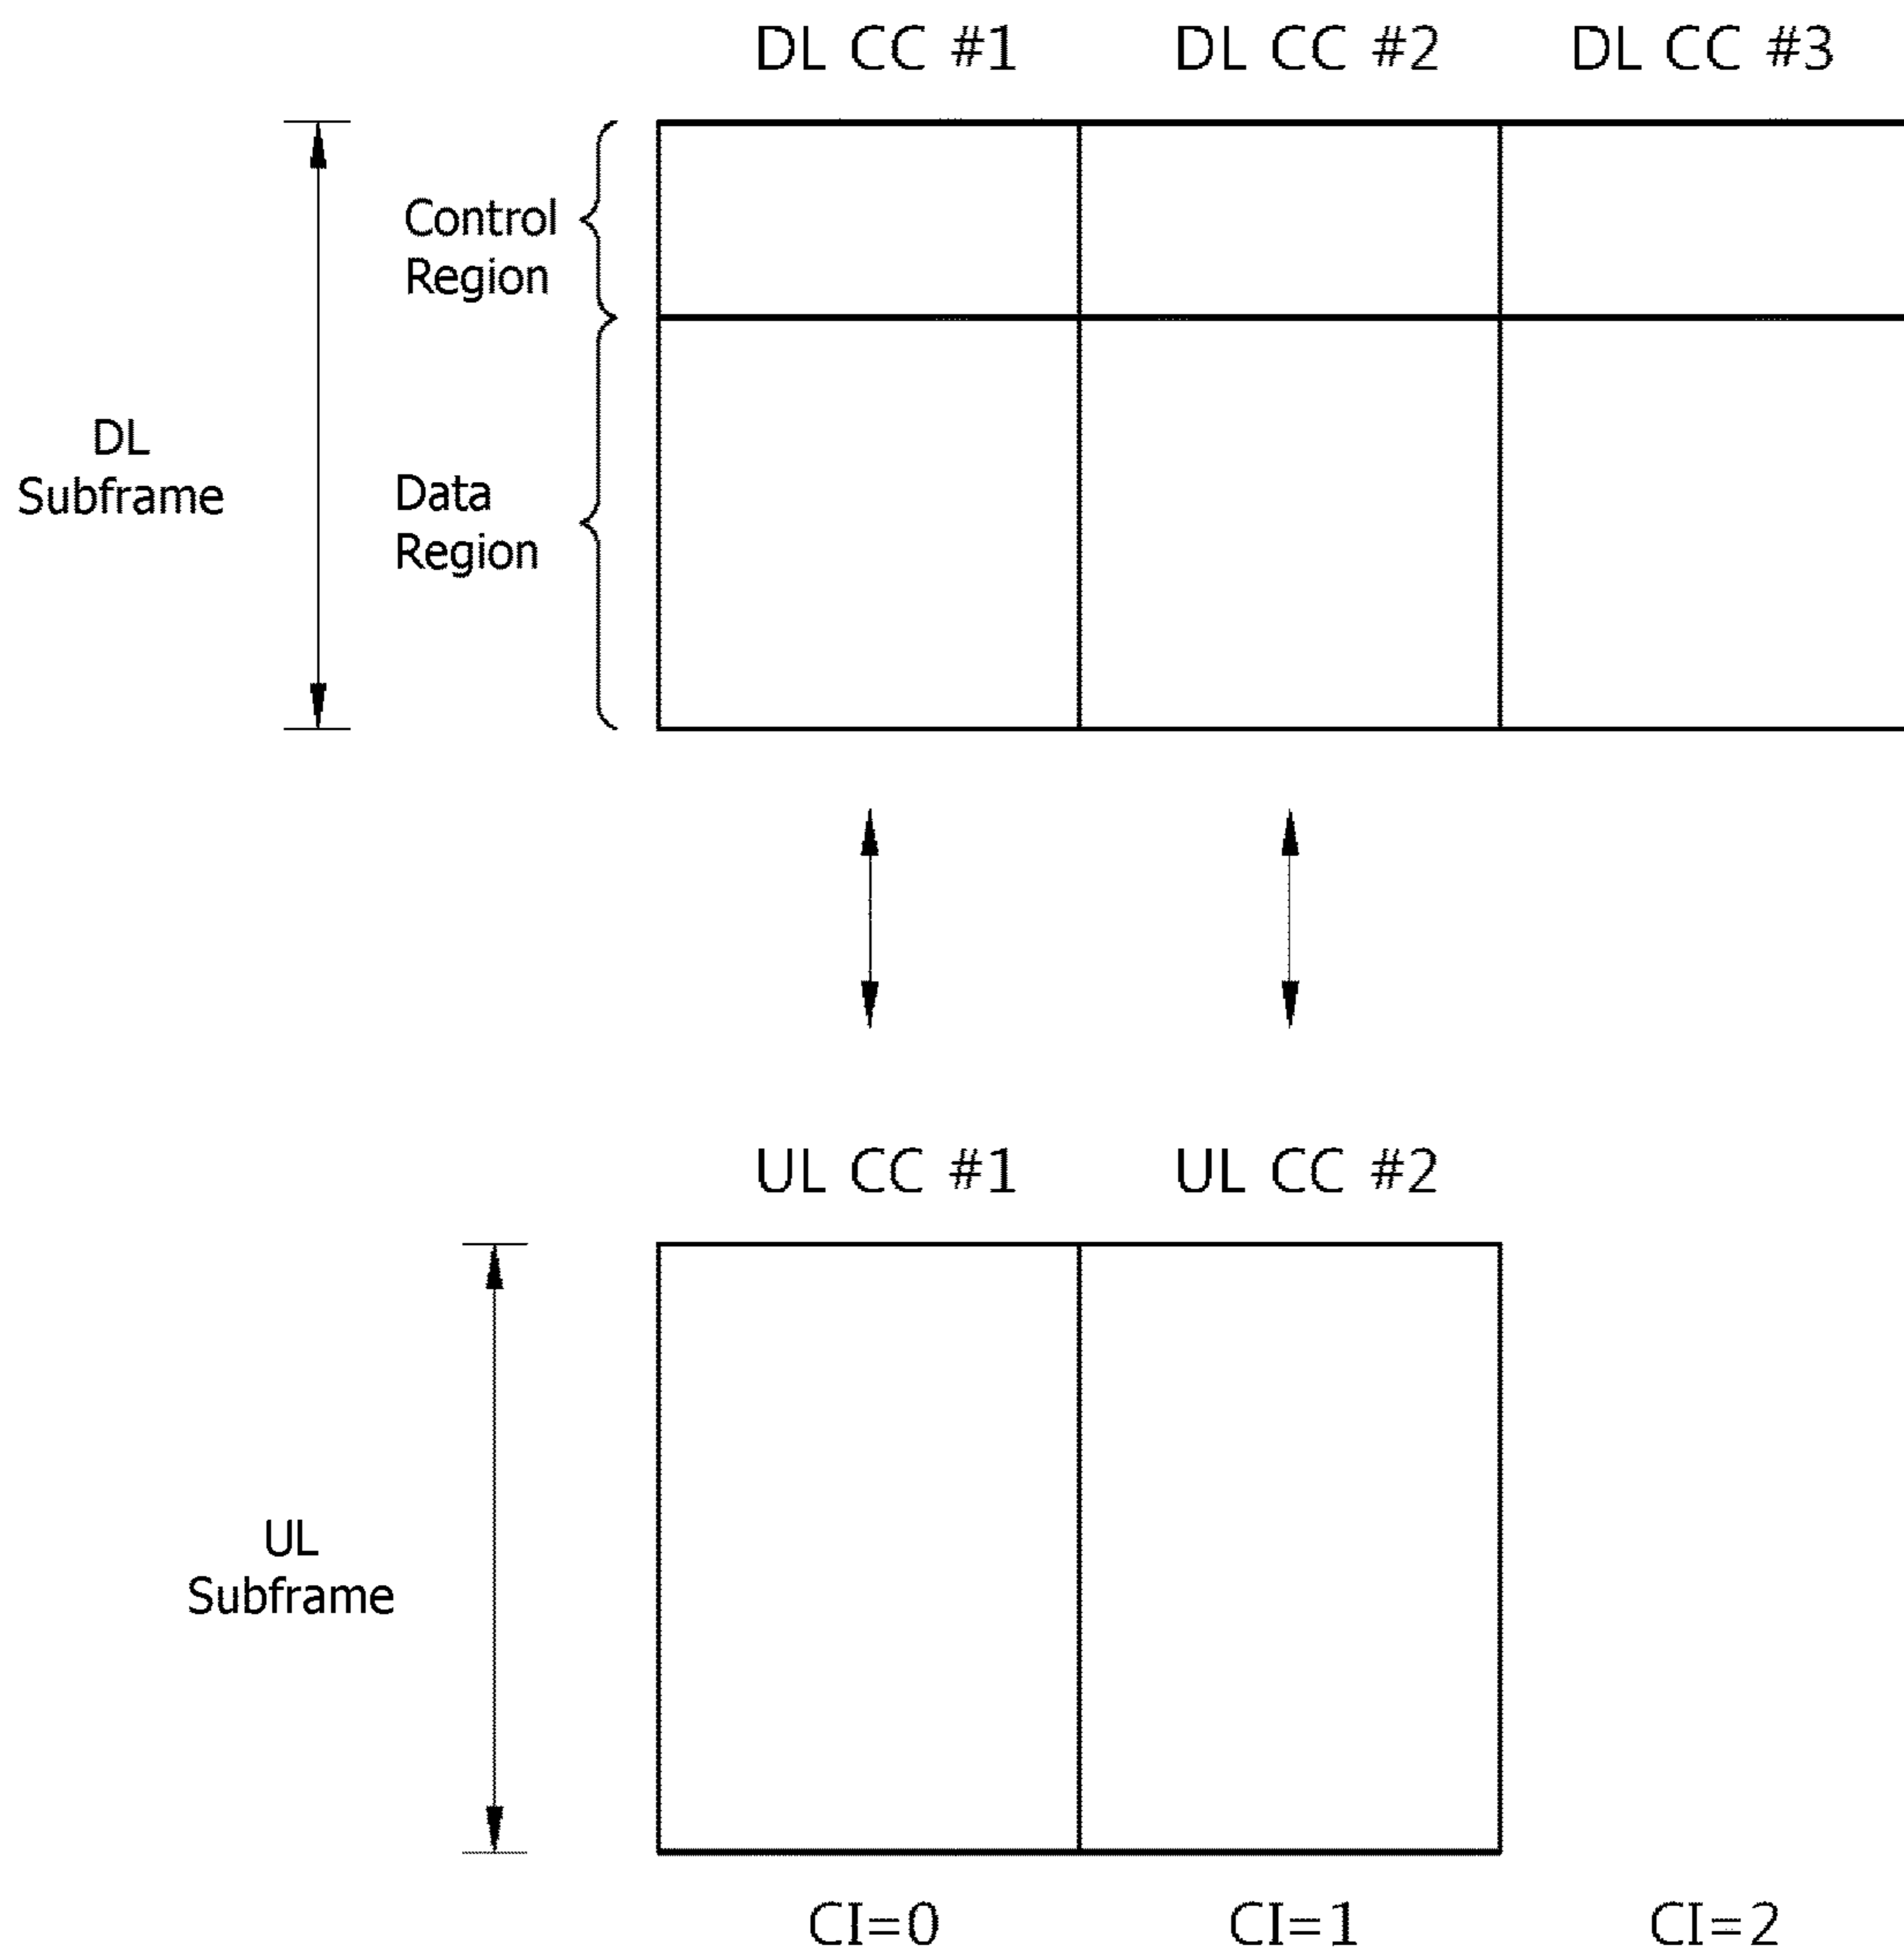 DL CC #1 DL CC #2 DL CC #3
Control
Region
DL
Subframe
Data
Region
UL CC #1 UL CC #2
UL
Subframe
CI=0 CI=1 CI=2